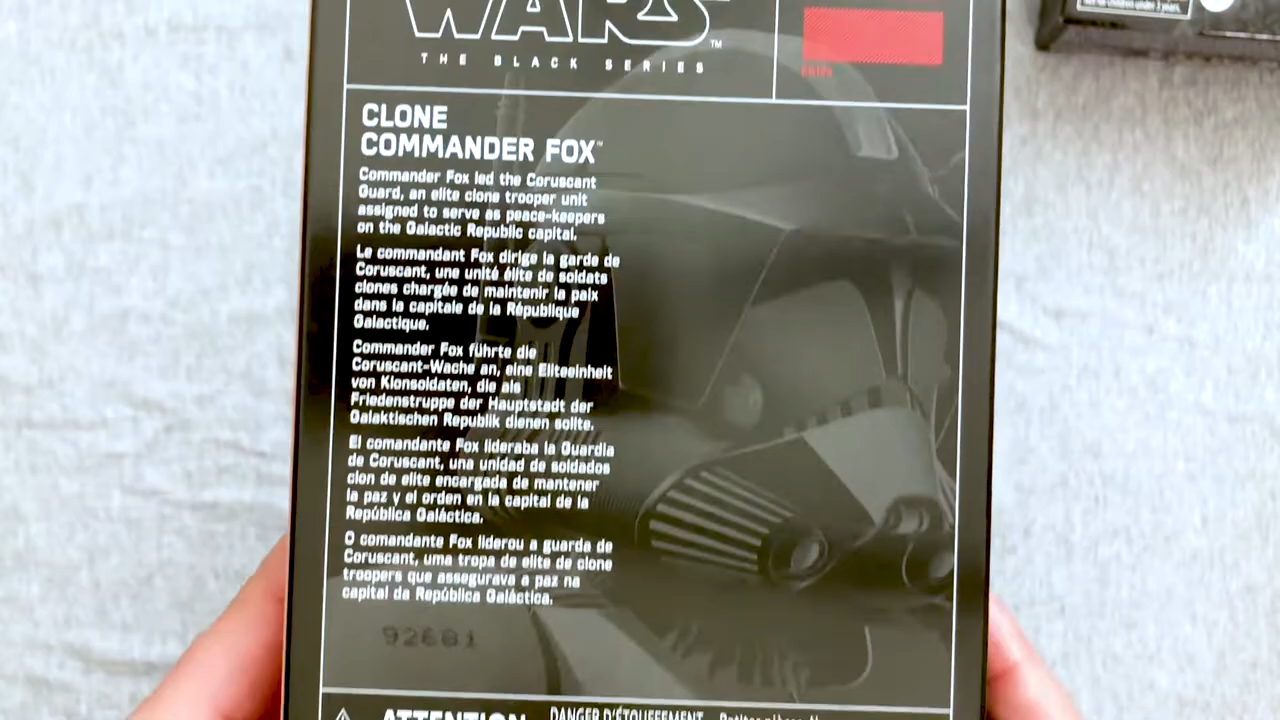 WARS™
THE BLACK SERIES
CLONE
COMMANDER FOX™
Commander Fox led the Coruscant
Guard, an elite clone trooper unit
assigned to serve as peace-keepers
on the Galactic Republic capital.
Le commandant Fox dirige la garde de
Coruscant, une unité élite de soldats
clones chargée de maintenir la paix
dans la capitale de la République
Galactique.
Commander Fox führte die
Coruscant-Wache an, eine Eliteeinheit
von Klonsoldaten, die als
Friedenstruppe der Hauptstadt der
Galaktischen Republik dienen sollte.
El comandante Fox lideraba la Guardia
de Coruscant, una unidad de soldados
clon de elite encargada de mantener
la paz y el orden en la capital de la
República Galáctica.
O comandante Fox liderou a guarda de
Coruscant, uma tropa de elite de clone
troopers que assegurava a paz na
capital da República Galáctica.
92681
ATTENTION DANGER D'ÉTOUFFEMENT